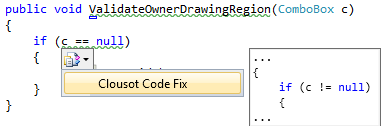 public void ValidateOwnerDrawingRegion(ComboBox c)
{
if (c == null)
{
Clousot Code Fix
}
}
...
{
if (c != null)
{
...